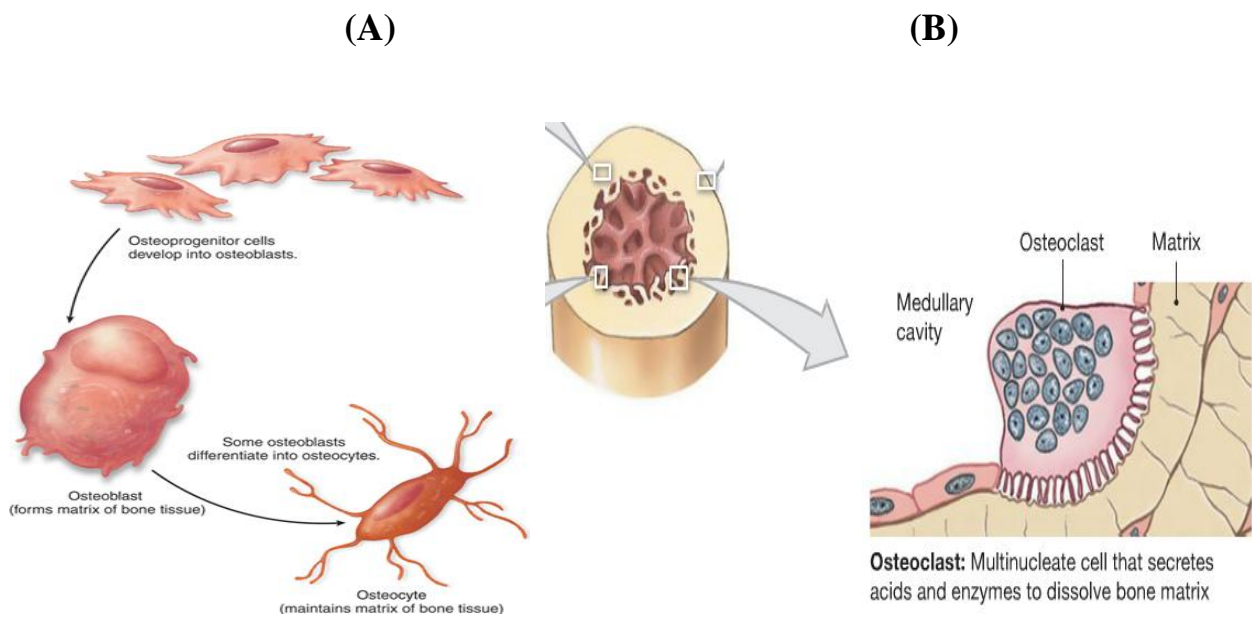 (A)
(B)
Osteoprogenitor cells
develop into osteoblasts.
Osteoblast
(forms matrix of bone tissue)
Some osteoblasts
differentiate into osteocytes.
Osteocyte
(maintains matrix of bone tissue)
Osteoclast
Matrix
Medullary
cavity
Osteoclast: Multinucleate cell that secretes
acids and enzymes to dissolve bone matrix